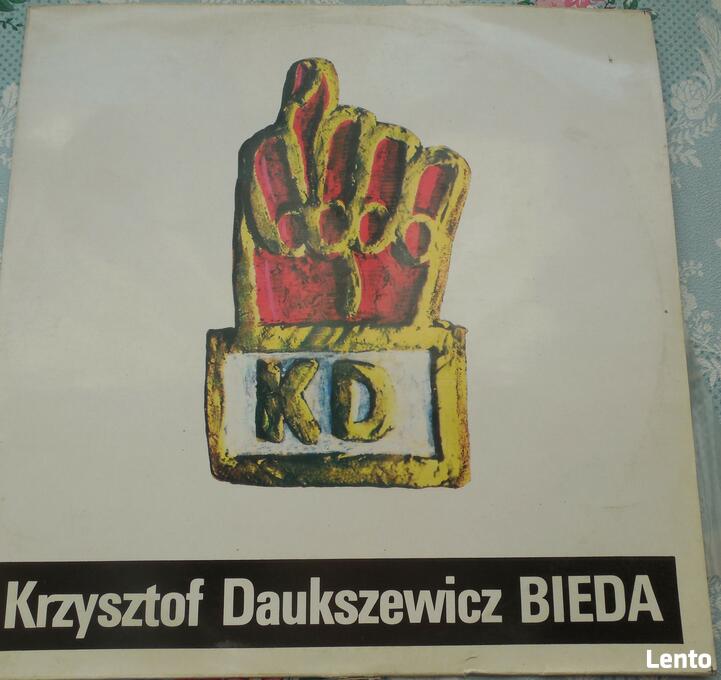 KD
Krzysztof Daukszewicz BIEDA
Lento